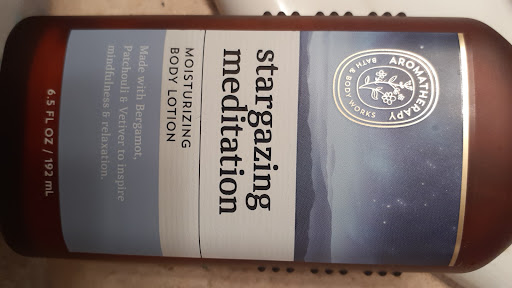 AROMATHERAPY
BATH & BODY WORKS
stargazing
meditation
MOISTURIZING
BODY LOTION
Made with Bergamot,
Patchouli & Vetiver to inspire
mindfulness & relaxation.
6.5 FL OZ / 192 mL